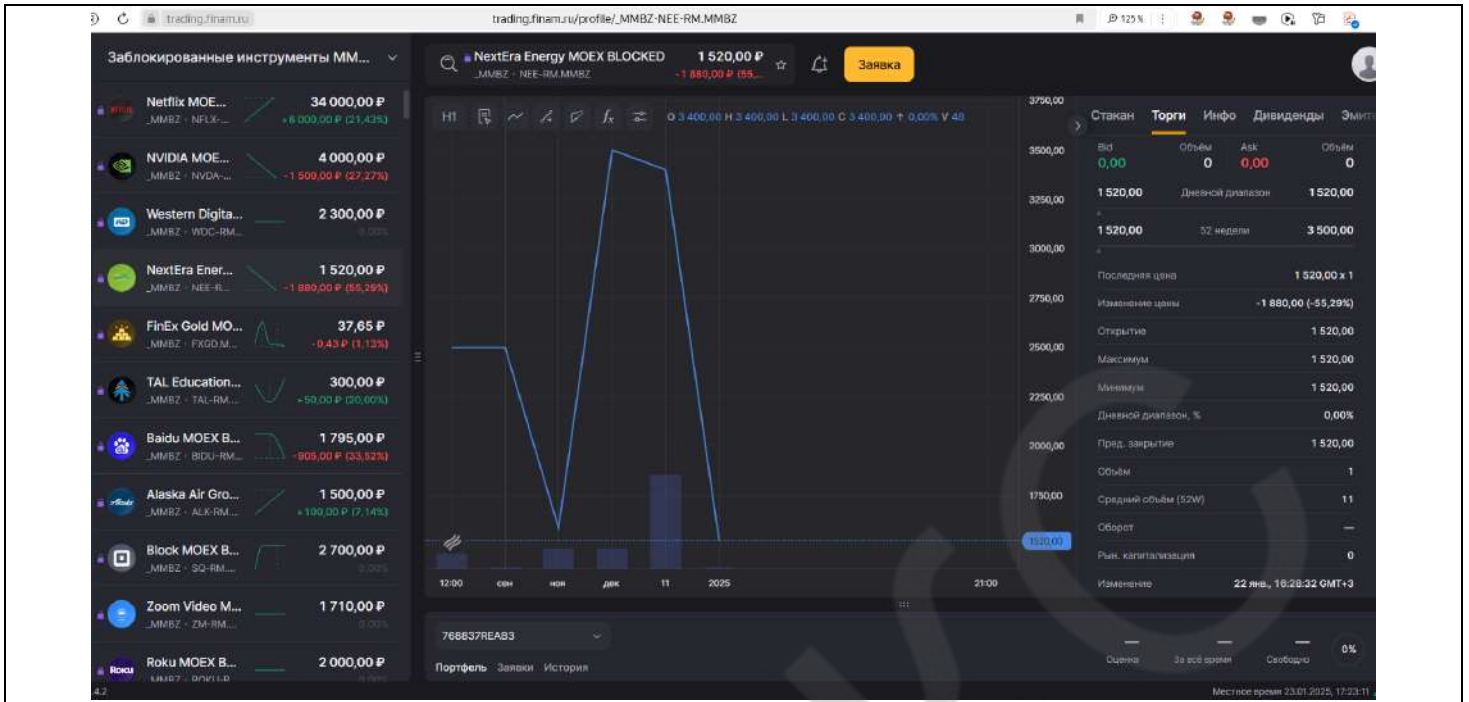 trading.finam.ru
trading.finam.ru/profile/_MMBZ-NEE-RM.MMBZ
125 %
Заблокированные инструменты ММ...
NextEra Energy MOEX BLOCKED
1 520,00 ₽
_MMBZ · NEE-RM.MMBZ
-1 880,00 ₽ (55,...
Заявка
Netflix MOE...
34 000,00 ₽
_MMBZ · NFLX-...
+6 000,00 ₽ (21,43%)
NVIDIA MOE...
4 000,00 ₽
_MMBZ · NVDA-...
-1 500,00 ₽ (27,27%)
Western Digita...
2 300,00 ₽
_MMBZ · WDC-RM...
0,00%
NextEra Ener...
1 520,00 ₽
_MMBZ · NEE-R...
-1 880,00 ₽ (55,29%)
FinEx Gold MO...
37,65 ₽
_MMBZ · FXGD.M...
-0,43 ₽ (1,13%)
TAL Education...
300,00 ₽
_MMBZ · TAL-RM....
+50,00 ₽ (20,00%)
Baidu MOEX B...
1 795,00 ₽
_MMBZ · BIDU-RM...
-905,00 ₽ (33,52%)
Alaska Air Gro...
1 500,00 ₽
_MMBZ · ALK-RM....
+100,00 ₽ (7,14%)
Block MOEX B...
2 700,00 ₽
_MMBZ · SQ-RM....
0,00%
Zoom Video M...
1 710,00 ₽
_MMBZ · ZM-RM....
0,00%
Roku MOEX B...
2 000,00 ₽
_MMBZ · ROKU-R
H1
O 3 400,00 H 3 400,00 L 3 400,00 C 3 400,00 ↑ 0,00% V 48
3750,00
3500,00
3250,00
3000,00
2750,00
2500,00
2250,00
2000,00
1750,00
1520,00
12:00 сен ноя дек 11 2025 21:00
Стакан Торги Инфо Дивиденды Эмит
Bid Объём Ask Объём
0,00 0 0,00 0
1 520,00 Дневной диапазон 1 520,00
1 520,00 52 недели 3 500,00
Последняя цена 1 520,00 x 1
Изменение цены -1 880,00 (-55,29%)
Открытие 1 520,00
Максимум 1 520,00
Минимум 1 520,00
Дневной диапазон, % 0,00%
Пред. закрытие 1 520,00
Объём 1
Средний объём (52W) 11
Оборот —
Рын. капитализация 0
Изменение 22 янв., 16:28:32 GMT+3
768837REAB3
Портфель Заявки История
— — —
Оценка За всё время Свободно 0%
.4.2
Местное время 23.01.2025, 17:23:11